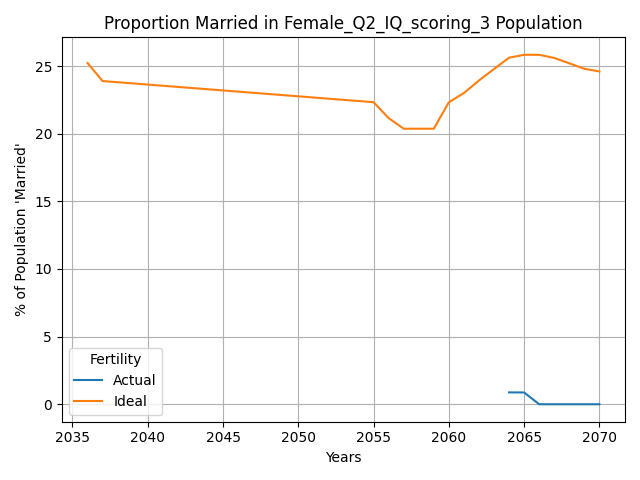 Proportion Married in Female_Q2_IQ_scoring_3 Population
% of Population 'Married'
25
20
15
10
5
0
Fertility
Actual
Ideal
2035 2040 2045 2050 2055 2060 2065 2070
Years